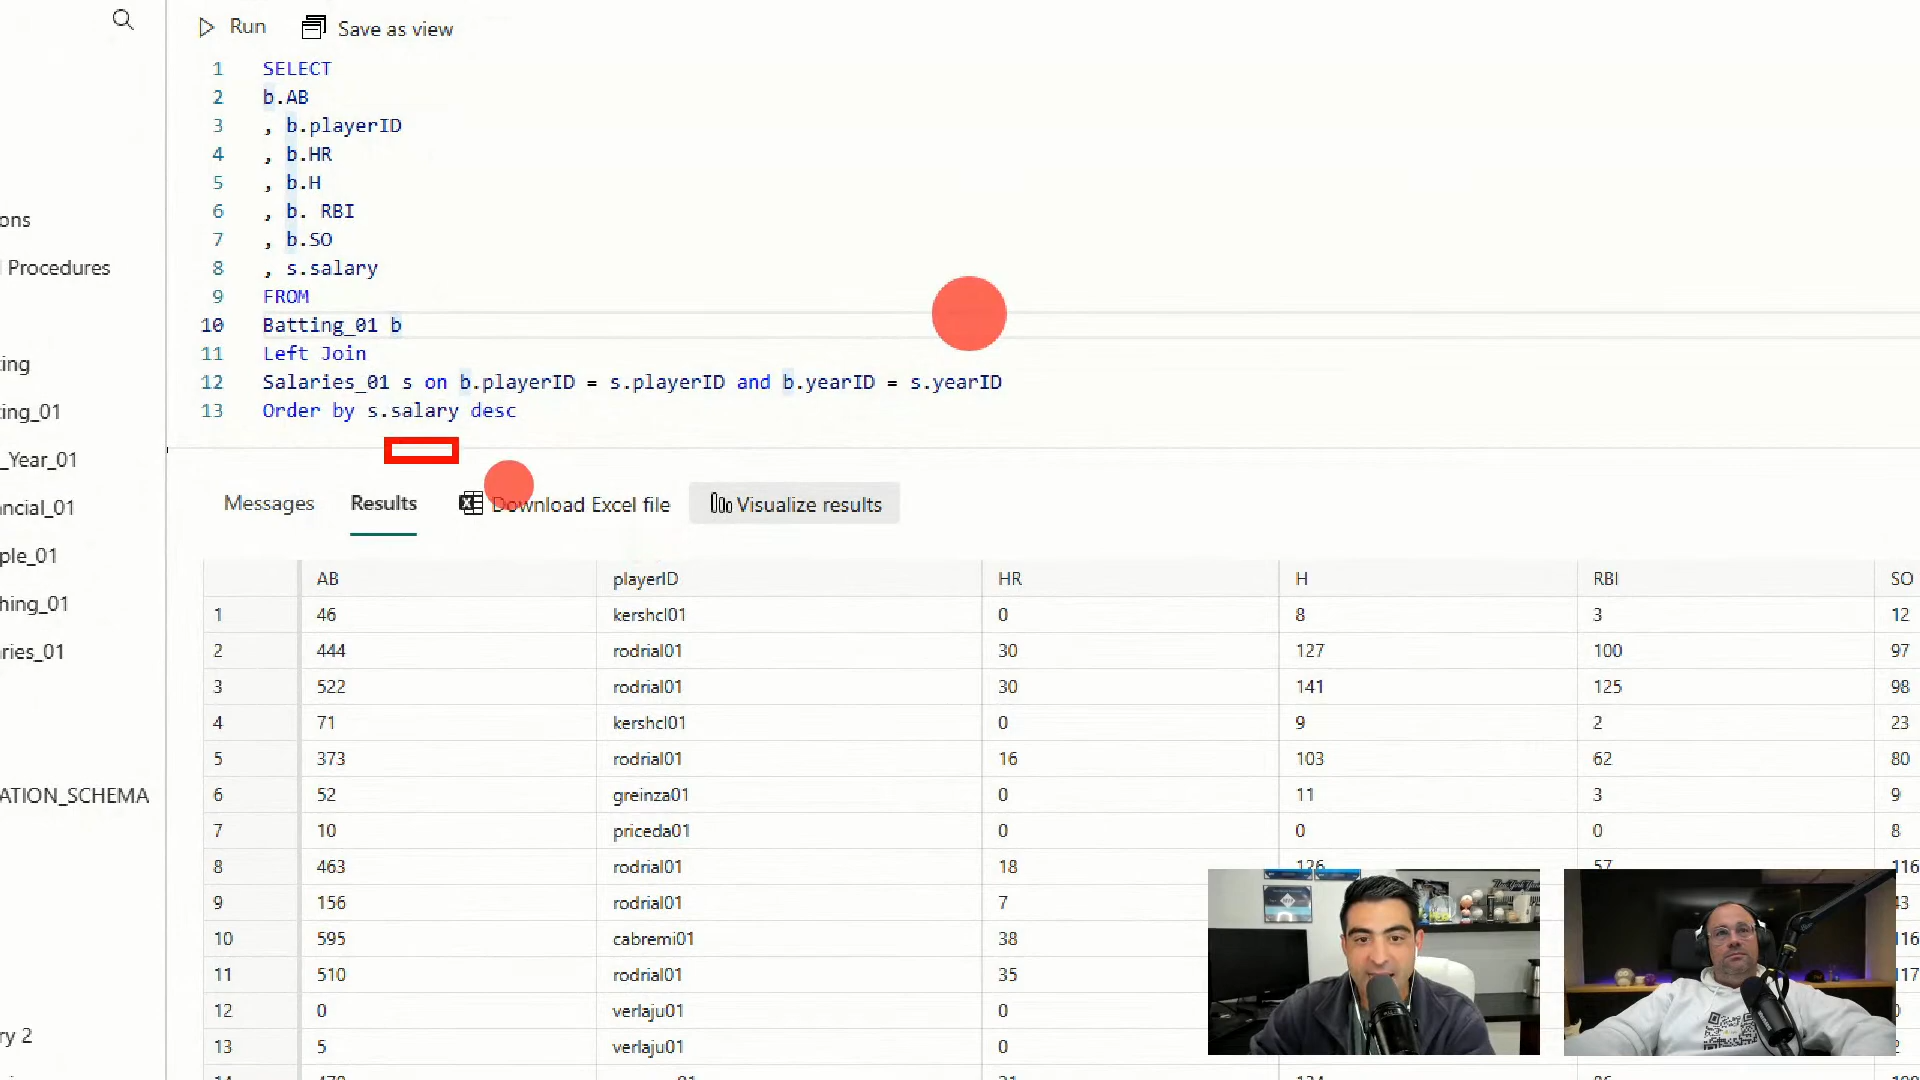 Run
Save as view
1 SELECT
2 b.AB
3 , b.playerID
4 , b.HR
5 , b.H
6 , b. RBI
7 , b.SO
8 , s.salary
9 FROM
10 Batting_01 b
11 Left Join
12 Salaries_01 s on b.playerID = s.playerID and b.yearID = s.yearID
13 Order by s.salary desc
ons
Procedures
ting
ting_01
_Year_01
ancial_01
ple_01
hing_01
ries_01
ATION_SCHEMA
ry 2
Messages Results Download Excel file Visualize results
AB playerID HR H RBI SO
1 46 kershcl01 0 8 3 12
2 444 rodrial01 30 127 100 97
3 522 rodrial01 30 141 125 98
4 71 kershcl01 0 9 2 23
5 373 rodrial01 16 103 62 80
6 52 greinza01 0 11 3 9
7 10 priceda01 0 0 0 8
8 463 rodrial01 18 126 57 116
9 156 rodrial01 7
10 595 cabremi01 38 116
11 510 rodrial01 35
12 0 verlaju01 0
13 5 verlaju01 0